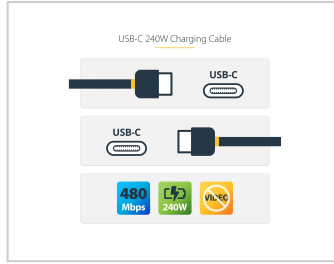 USB-C 240W Charging Cable
USB-C
USB-C
480
Mbps
240W
VIDEO